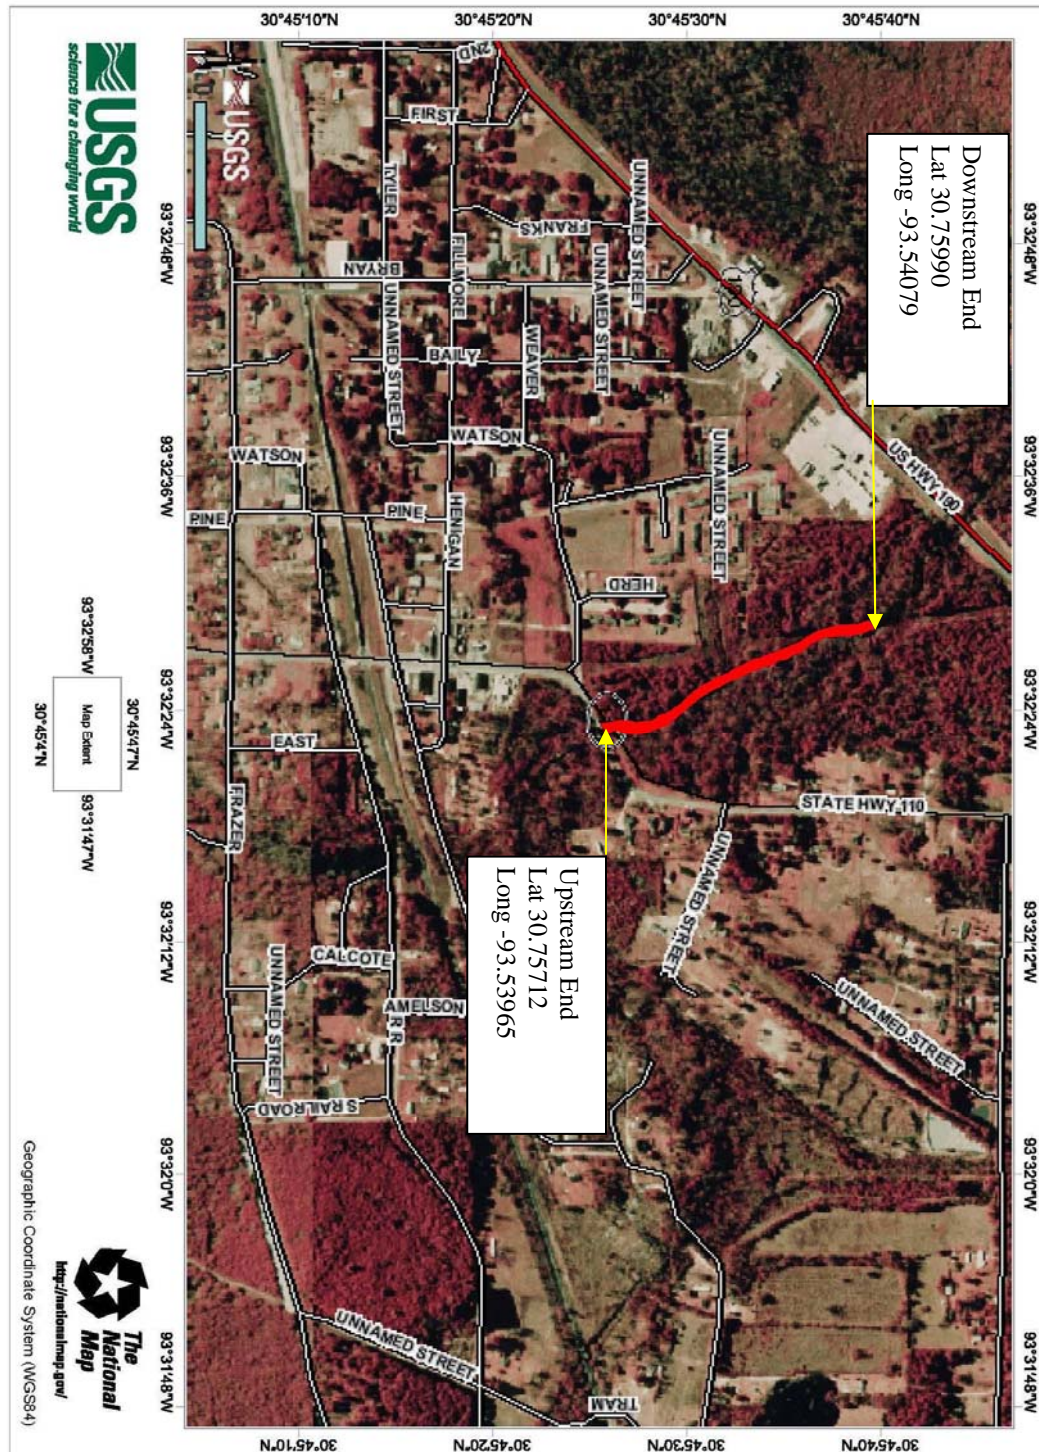 30°45'10"N
30°45'20"N
30°45'30"N
30°45'40"N
USGS
science for a changing world
USGS
93°32'48"W
93°32'36"W
93°32'24"W
93°32'12"W
93°32'0"W
93°31'48"W
93°32'48"W
93°32'36"W
93°32'24"W
93°32'12"W
93°32'0"W
93°31'48"W
Downstream End
Lat 30.75990
Long -93.54079
Upstream End
Lat 30.75712
Long -93.53965
2ND
FIRST
TYLER
FILLMORE
FRANKS
UNNAMED STREET
UNNAMED STREET
BRYAN
UNNAMED STREET
WEAVER
BAILY
WATSON
WATSON
UNNAMED STREET
US HWY 190
PINE
PINE
HENIGAN
HERD
EAST
FRAZER
STATE HWY 110
UNNAMED STREET
UNNAMED STREET
CALCOTE
UNNAMED STREET
AMELSON
R R
S RAILROAD
UNNAMED STREET
TRAM
30°45'47"N
93°32'58"W
Map Extent
93°31'47"W
30°45'4"N
30°45'10"N
30°45'20"N
30°45'30"N
30°45'40"N
The
National
Map
http://nationalmap.gov/
Geographic Coordinate System (WGS84)